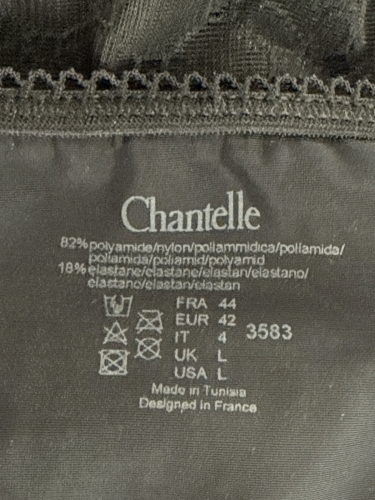 Chantelle
82% polyamide/nylon/poliammidica/poliamida/
poliamida/poliamid/polyamid
18% elastane/elastane/elastan/elastano/
elastano/elastan/elastan
FRA 44
EUR 42
IT 4
UK L
USA L
3583
Made in Tunisia
Designed in France